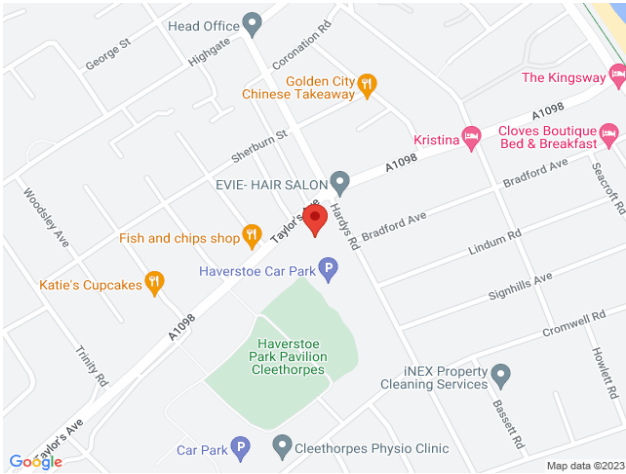 Head Office
George St
Highgate
Coronation Rd
Golden City
Chinese Takeaway
The Kingsway
A1098
Kristina
Cloves Boutique
Bed & Breakfast
Sherburn St
A1098
EVIE- HAIR SALON
Bradford Ave
Seacroft Rd
Woodsley Ave
Taylor's Ave
Hardys Rd
Bradford Ave
Fish and chips shop
Lindum Rd
Haverstoe Car Park
Katie's Cupcakes
Signhills Ave
A1098
Cromwell Rd
Haverstoe
Park Pavilion
Cleethorpes
Trinity Rd
iNEX Property
Cleaning Services
Howlett Rd
Bassett Rd
Taylor's Ave
Car Park
Cleethorpes Physio Clinic
Google
Map data ©2023